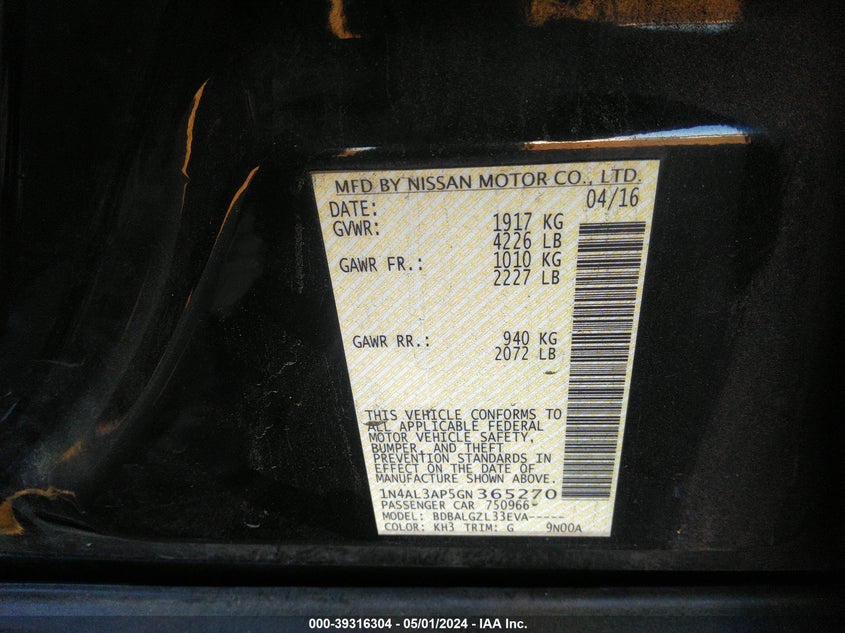 MFD BY NISSAN MOTOR CO., LTD.
DATE: 04/16
GVWR: 1917 KG
4226 LB
GAWR FR.: 1010 KG
2227 LB
GAWR RR.: 940 KG
2072 LB
THIS VEHICLE CONFORMS TO
ALL APPLICABLE FEDERAL
MOTOR VEHICLE SAFETY,
BUMPER, AND THEFT
PREVENTION STANDARDS IN
EFFECT ON THE DATE OF
MANUFACTURE SHOWN ABOVE.
1N4AL3AP5GN365270
PASSENGER CAR 750966-
MODEL: BDBALGZL33EVA-----
COLOR: KH3 TRIM: G 9N00A
000-39316304 - 05/01/2024 - IAA Inc.